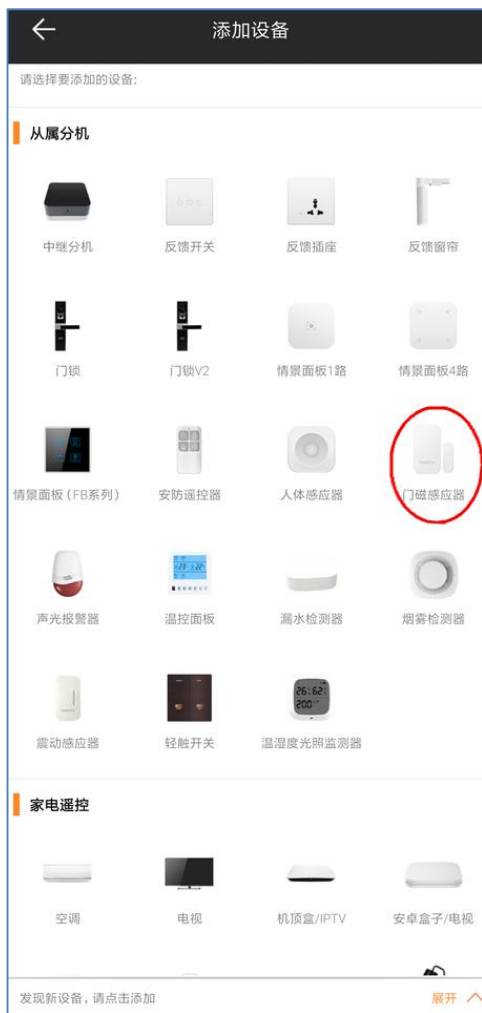 添加设备
请选择要添加的设备:
从属分机
中继分机 反馈开关 反馈插座 反馈窗帘
门锁 门锁V2 情景面板1路 情景面板4路
情景面板(FB系列) 安防遥控器 人体感应器 门磁感应器
声光报警器 温控面板 漏水检测器 烟雾检测器
震动感应器 轻触开关 温湿度光照监测器
家电遥控
空调 电视 机顶盒/IPTV 安卓盒子/电视
发现新设备,请点击添加 展开